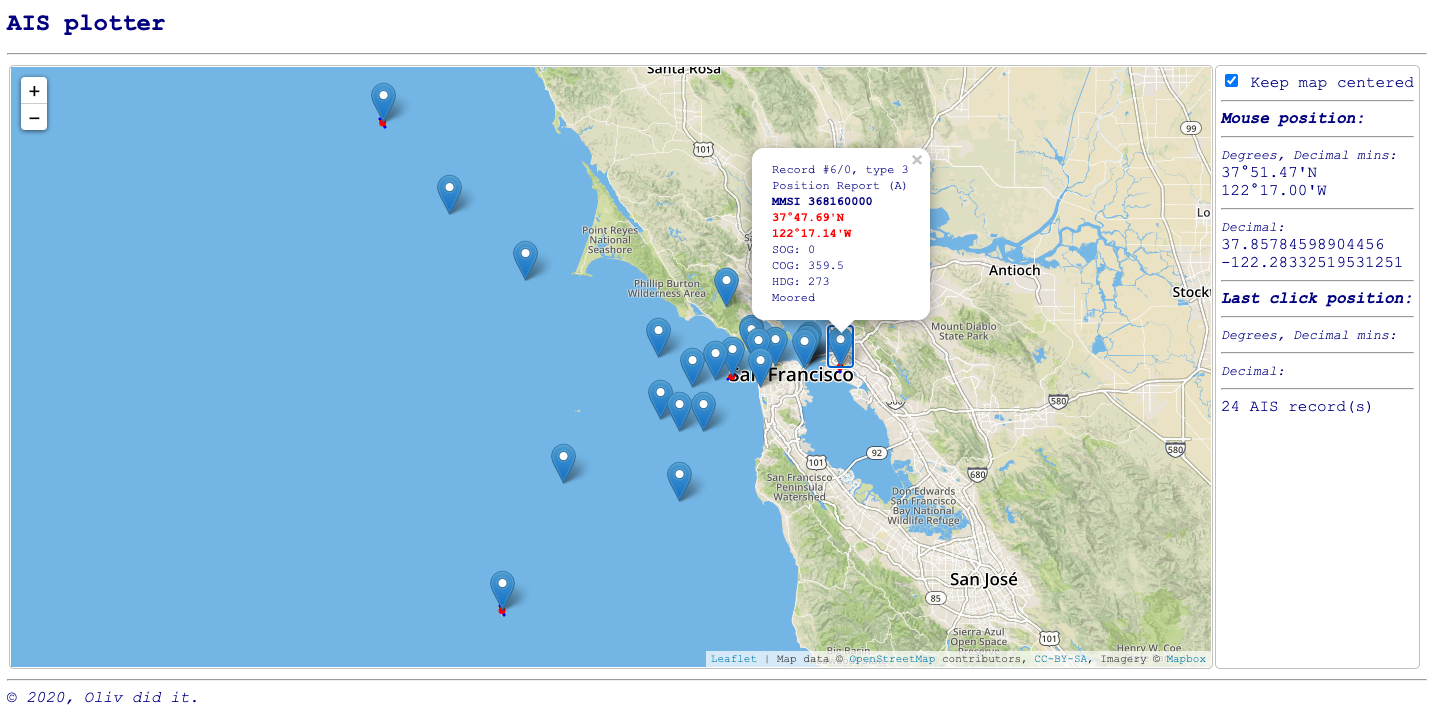 AIS plotter
+
−
Santa Rosa
101
99
Point Reyes
National
Seashore
Phillip Burton
Wilderness Area
×
Record #6/0, type 3
Position Report (A)
MMSI 368160000
37°47.69'N
122°17.14'W
SOG: 0
COG: 359.5
HDG: 273
Moored
Lo
Antioch
Stockt
Mount Diablo
State Park
San Francisco
580
580
101
92
680
San Francisco
Peninsula
Watershed
Don Edwards
San Francisco
Bay National
Wildlife Refuge
San José
85
Sierra Azul
Open Space
101
Big Basin
Henry W. Coe
Leaflet | Map data © OpenStreetMap contributors, CC-BY-SA, Imagery © Mapbox
Keep map centered
Mouse position:
Degrees, Decimal mins:
37°51.47'N
122°17.00'W
Decimal:
37.85784598904456
-122.28332519531251
Last click position:
Degrees, Decimal mins:
Decimal:
24 AIS record(s)
© 2020, Oliv did it.